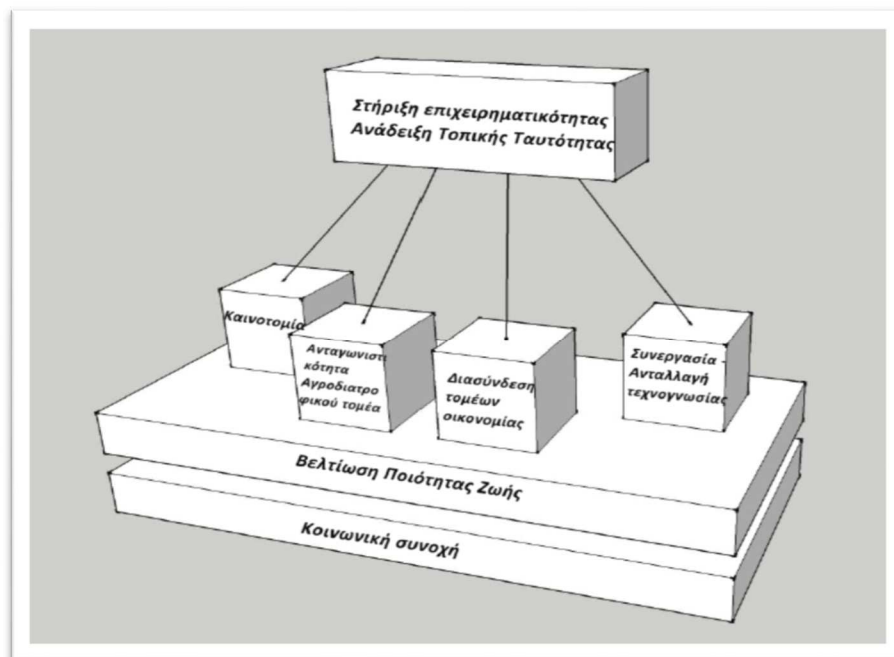 Στήριξη επιχειρηματικότητας
Ανάδειξη Τοπικής Ταυτότητας
Καινοτομία
Ανταγωνιστι
κότητα
Αγροδιατρο
φικού τομέα
Διασύνδεση
τομέων
οικονομίας
Συνεργασία -
Ανταλλαγή
τεχνογνωσίας
Βελτίωση Ποιότητας Ζωής
Κοινωνική συνοχή